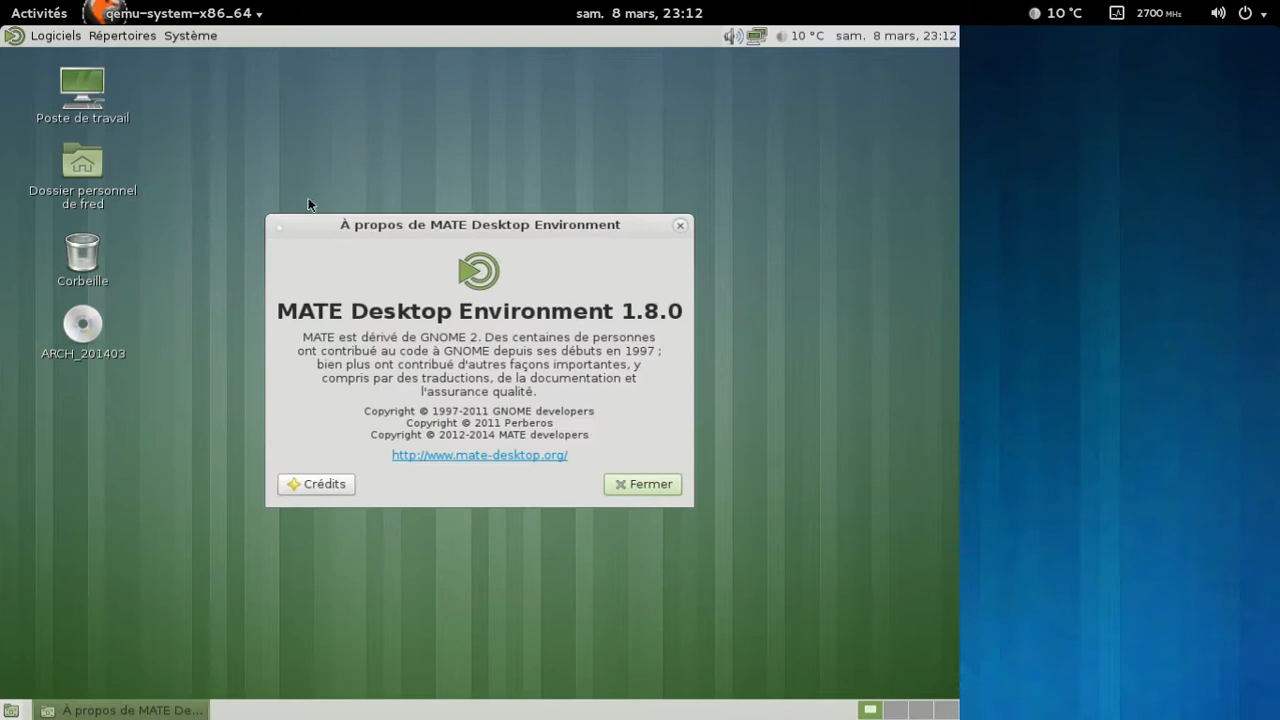 Activités
qemu-system-x86_64
sam. 8 mars, 23:12
10 °C
2700 MHz
Logiciels Répertoires Système
10 °C sam. 8 mars, 23:12
Poste de travail
Dossier personnel
de fred
Corbeille
ARCH_201403
À propos de MATE Desktop Environment
MATE Desktop Environment 1.8.0
MATE est dérivé de GNOME 2. Des centaines de personnes
ont contribué au code à GNOME depuis ses débuts en 1997 ;
bien plus ont contribué d'autres façons importantes, y
compris par des traductions, de la documentation et
l'assurance qualité.
Copyright © 1997-2011 GNOME developers
Copyright © 2011 Perberos
Copyright © 2012-2014 MATE developers
http://www.mate-desktop.org/
Crédits
Fermer
À propos de MATE De...